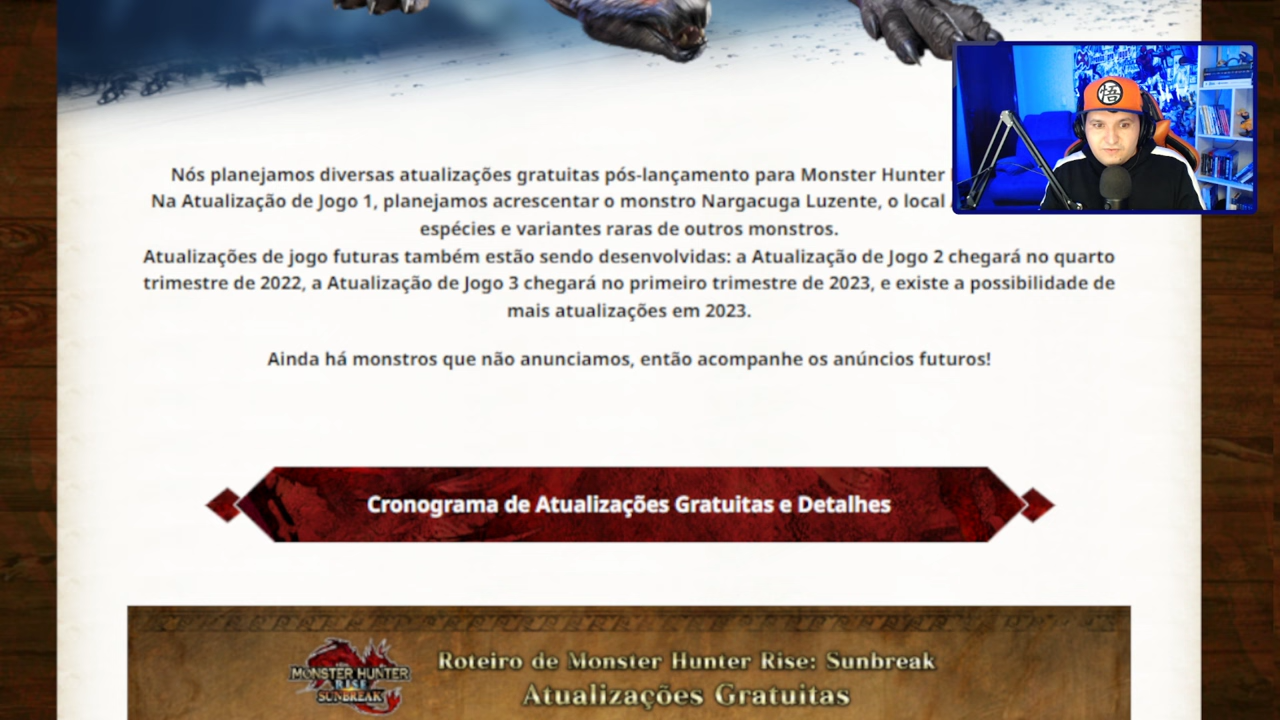 Nós planejamos diversas atualizações gratuitas pós-lançamento para Monster Hunter
Na Atualização de Jogo 1, planejamos acrescentar o monstro Nargacuga Luzente, o local
espécies e variantes raras de outros monstros.
Atualizações de jogo futuras também estão sendo desenvolvidas: a Atualização de Jogo 2 chegará no quarto
trimestre de 2022, a Atualização de Jogo 3 chegará no primeiro trimestre de 2023, e existe a possibilidade de
mais atualizações em 2023.
Ainda há monstros que não anunciamos, então acompanhe os anúncios futuros!
Cronograma de Atualizações Gratuitas e Detalhes
MONSTER HUNTER
RISE
SUNBREAK
Roteiro de Monster Hunter Rise: Sunbreak
Atualizações Gratuitas
悟